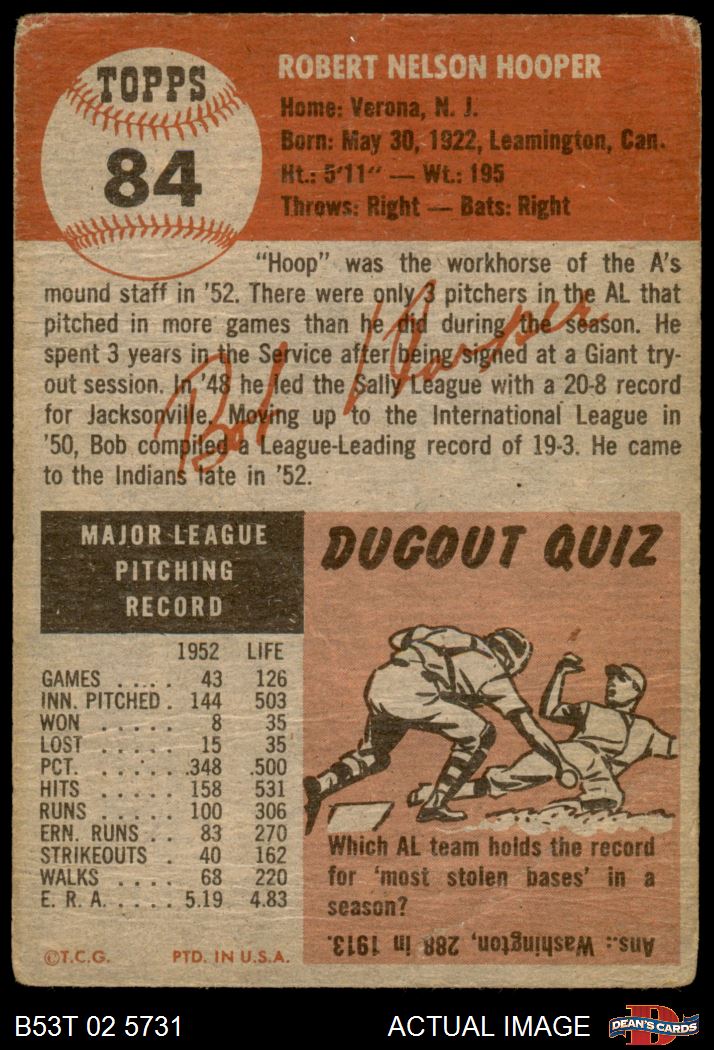 TOPPS
84
ROBERT NELSON HOOPER
Home: Verona, N. J.
Born: May 30, 1922, Leamington, Can.
Ht.: 5'11" — Wt.: 195
Throws: Right — Bats: Right
"Hoop" was the workhorse of the A's
mound staff in '52. There were only 3 pitchers in the AL that
pitched in more games than he did during the season. He
spent 3 years in the Service after being signed at a Giant try-
out session. In '48 he led the Sally League with a 20-8 record
for Jacksonville. Moving up to the International League in
'50, Bob compiled a League-Leading record of 19-3. He came
to the Indians late in '52.
Bob Hooper
MAJOR LEAGUE
PITCHING
RECORD
1952 LIFE
GAMES .... 43 126
INN. PITCHED . 144 503
WON ..... 8 35
LOST ..... 15 35
PCT. ...... .348 .500
HITS ..... 158 531
RUNS .... 100 306
ERN. RUNS .. 83 270
STRIKEOUTS . 40 162
WALKS .... 68 220
E. R. A. .... 5.19 4.83
©T.C.G. PTD. IN U.S.A.
DUGOUT QUIZ
Which AL team holds the record
for 'most stolen bases' in a
season?
Ans.: Washington, 288 in 1913.
B53T 02 5731 ACTUAL IMAGE
D
DEAN'S CARDS